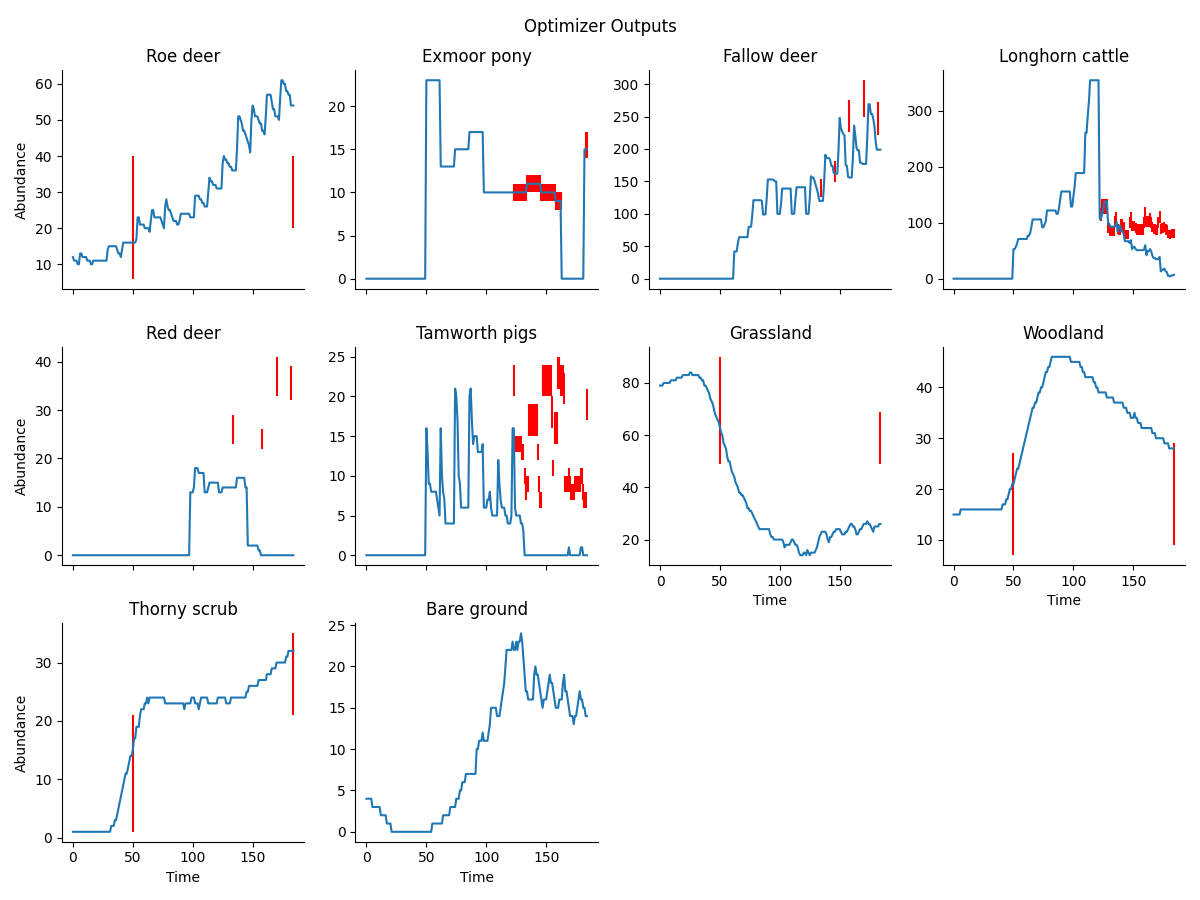 Optimizer Outputs
Roe deer
Exmoor pony
Fallow deer
Longhorn cattle
Abundance
60
50
40
30
20
10
20
15
10
5
0
300
250
200
150
100
50
0
300
200
100
0
Red deer
Tamworth pigs
Grassland
Woodland
Abundance
40
30
20
10
0
25
20
15
10
5
0
80
60
40
20
40
30
20
10
0 50 100 150
0 50 100 150
Time
Time
Thorny scrub
Bare ground
Abundance
30
20
10
0
25
20
15
10
5
0
0 50 100 150
0 50 100 150
Time
Time